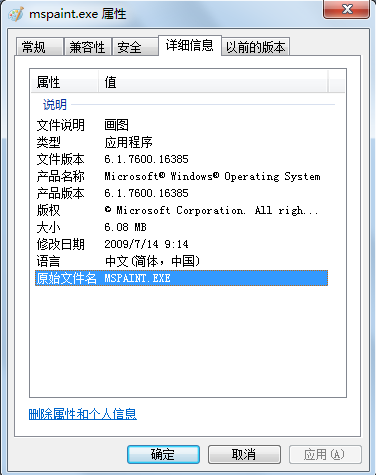 mspaint.exe 属性
常规 兼容性 安全 详细信息 以前的版本
属性 值
说明
文件说明 画图
类型 应用程序
文件版本 6.1.7600.16385
产品名称 Microsoft® Windows® Operating System
产品版本 6.1.7600.16385
版权 © Microsoft Corporation. All righ...
大小 6.08 MB
修改日期 2009/7/14 9:14
语言 中文(简体，中国)
原始文件名 MSPAINT.EXE
删除属性和个人信息
确定 取消 应用(A)